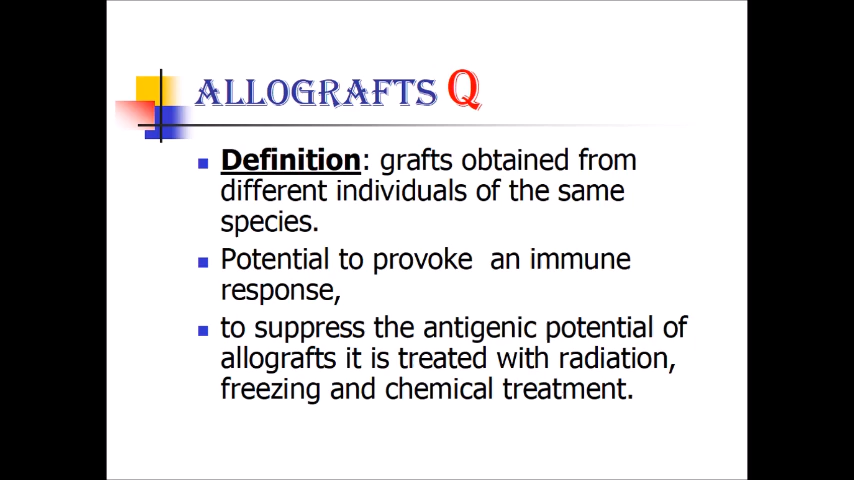 ALLOGRAFTS Q
Definition: grafts obtained from
different individuals of the same
species.
Potential to provoke an immune
response,
to suppress the antigenic potential of
allografts it is treated with radiation,
freezing and chemical treatment.